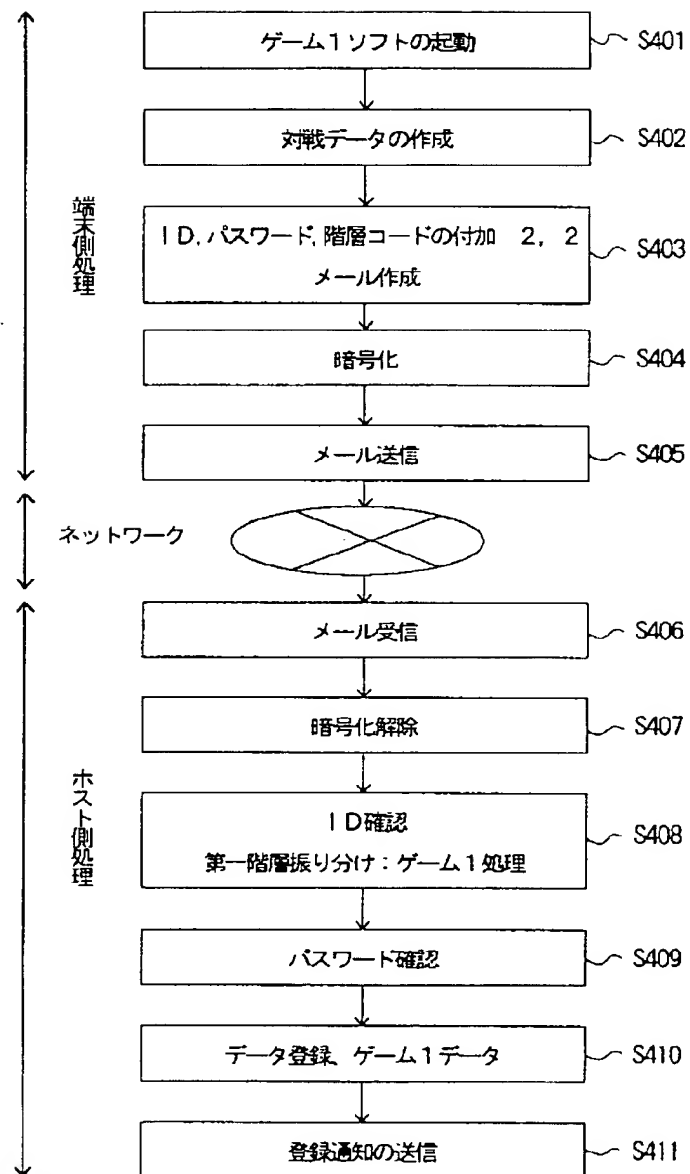 ゲーム1ソフトの起動 S401
対戦データの作成 S402
端末側処理
ID,パスワード,階層コードの付加 2, 2
メール作成 S403
暗号化 S404
メール送信 S405
ネットワーク
メール受信 S406
暗号化解除 S407
ホスト側処理
ID確認
第一階層振り分け：ゲーム1処理 S408
パスワード確認 S409
データ登録、ゲーム1データ S410
登録通知の送信 S411